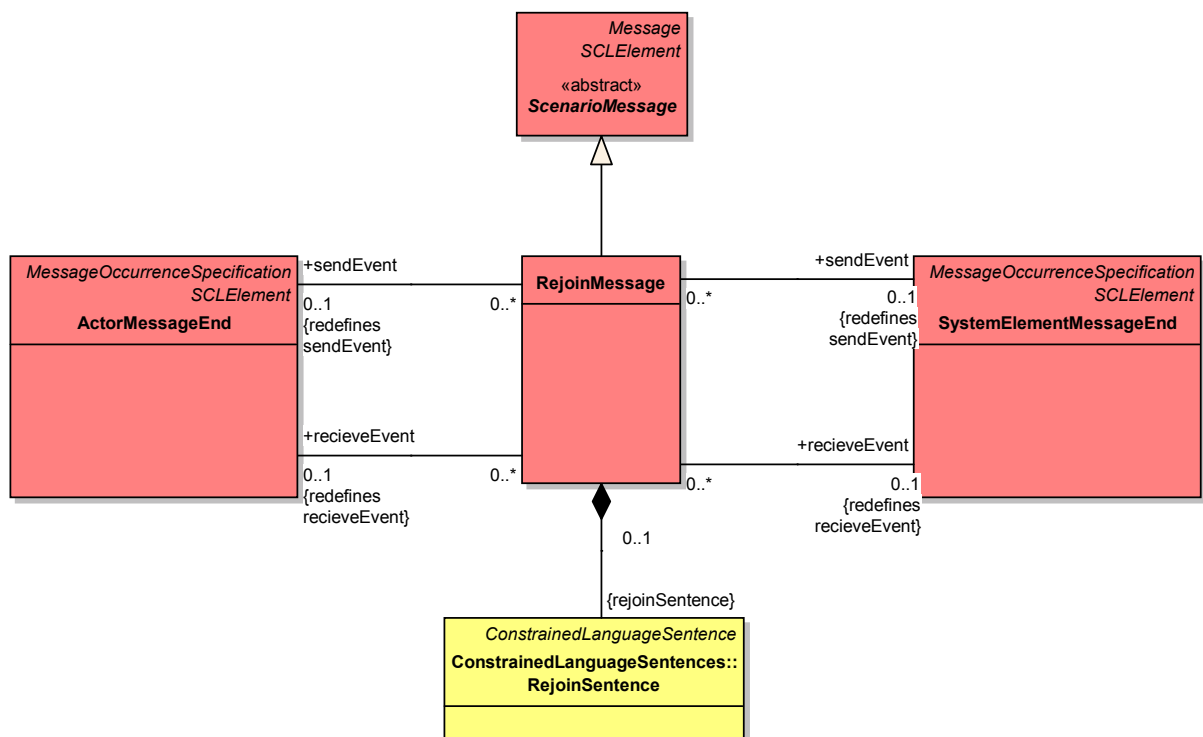 Message
SCLElement
«abstract»
ScenarioMessage
MessageOccurrenceSpecification
SCLElement
ActorMessageEnd
+sendEvent
0..1
{redefines
sendEvent}
0..*
+recieveEvent
0..1
{redefines
recieveEvent}
0..*
RejoinMessage
+sendEvent
0..*
0..1
{redefines
sendEvent}
+recieveEvent
0..*
0..1
{redefines
recieveEvent}
MessageOccurrenceSpecification
SCLElement
SystemElementMessageEnd
0..1
{rejoinSentence}
ConstrainedLanguageSentence
ConstrainedLanguageSentences::
RejoinSentence